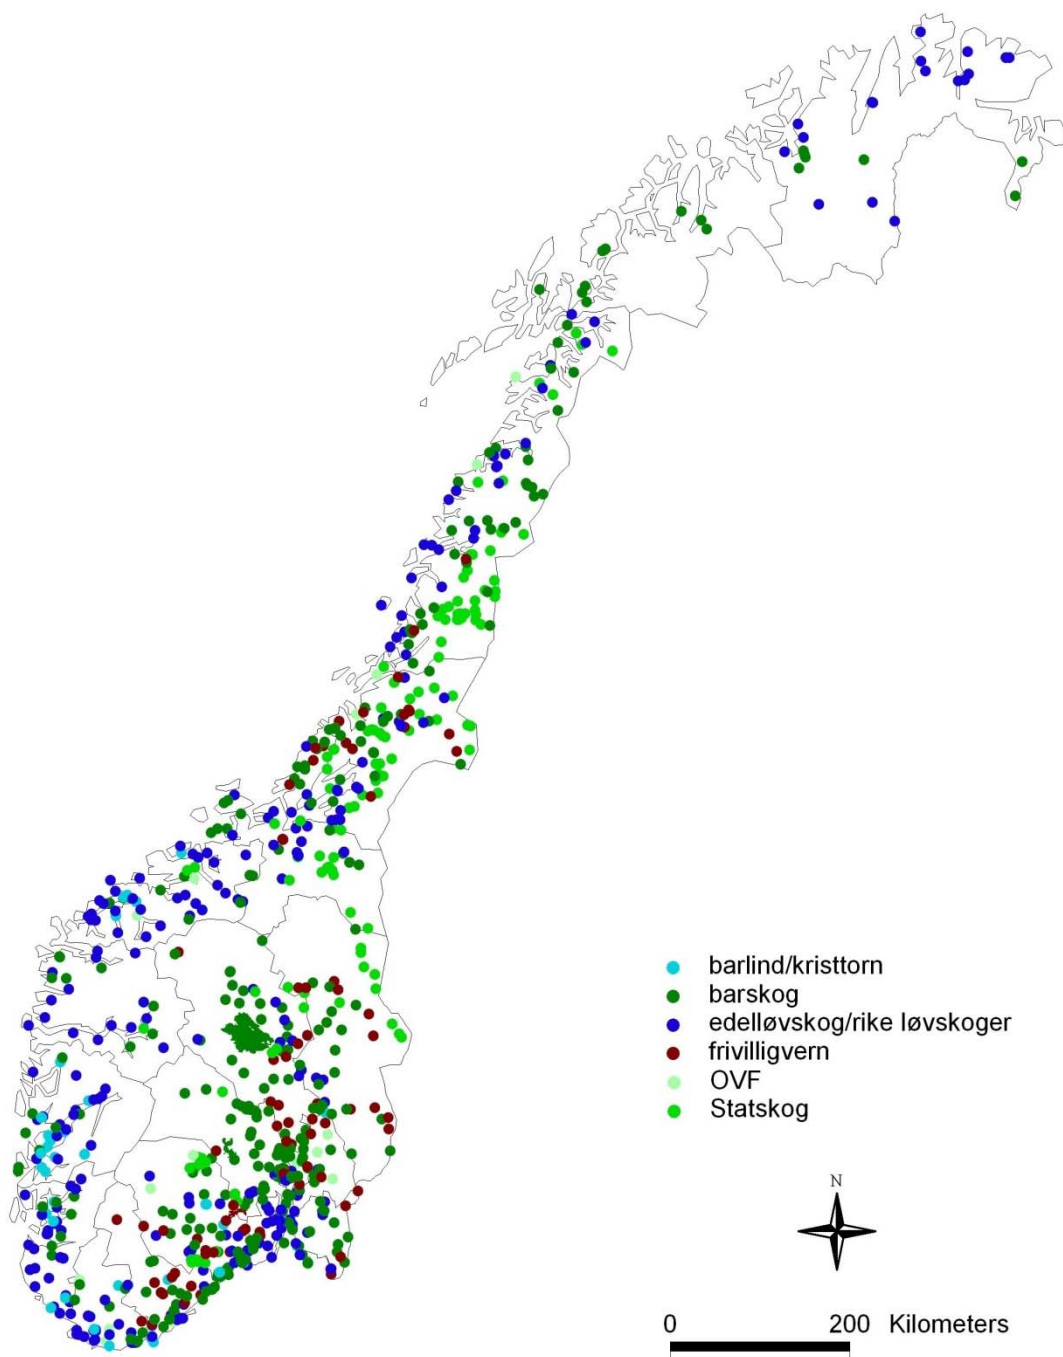 barlind/kristtorn
barskog
edelløvskog/rike løvskoger
frivilligvern
OVF
Statskog
N
0 200 Kilometers